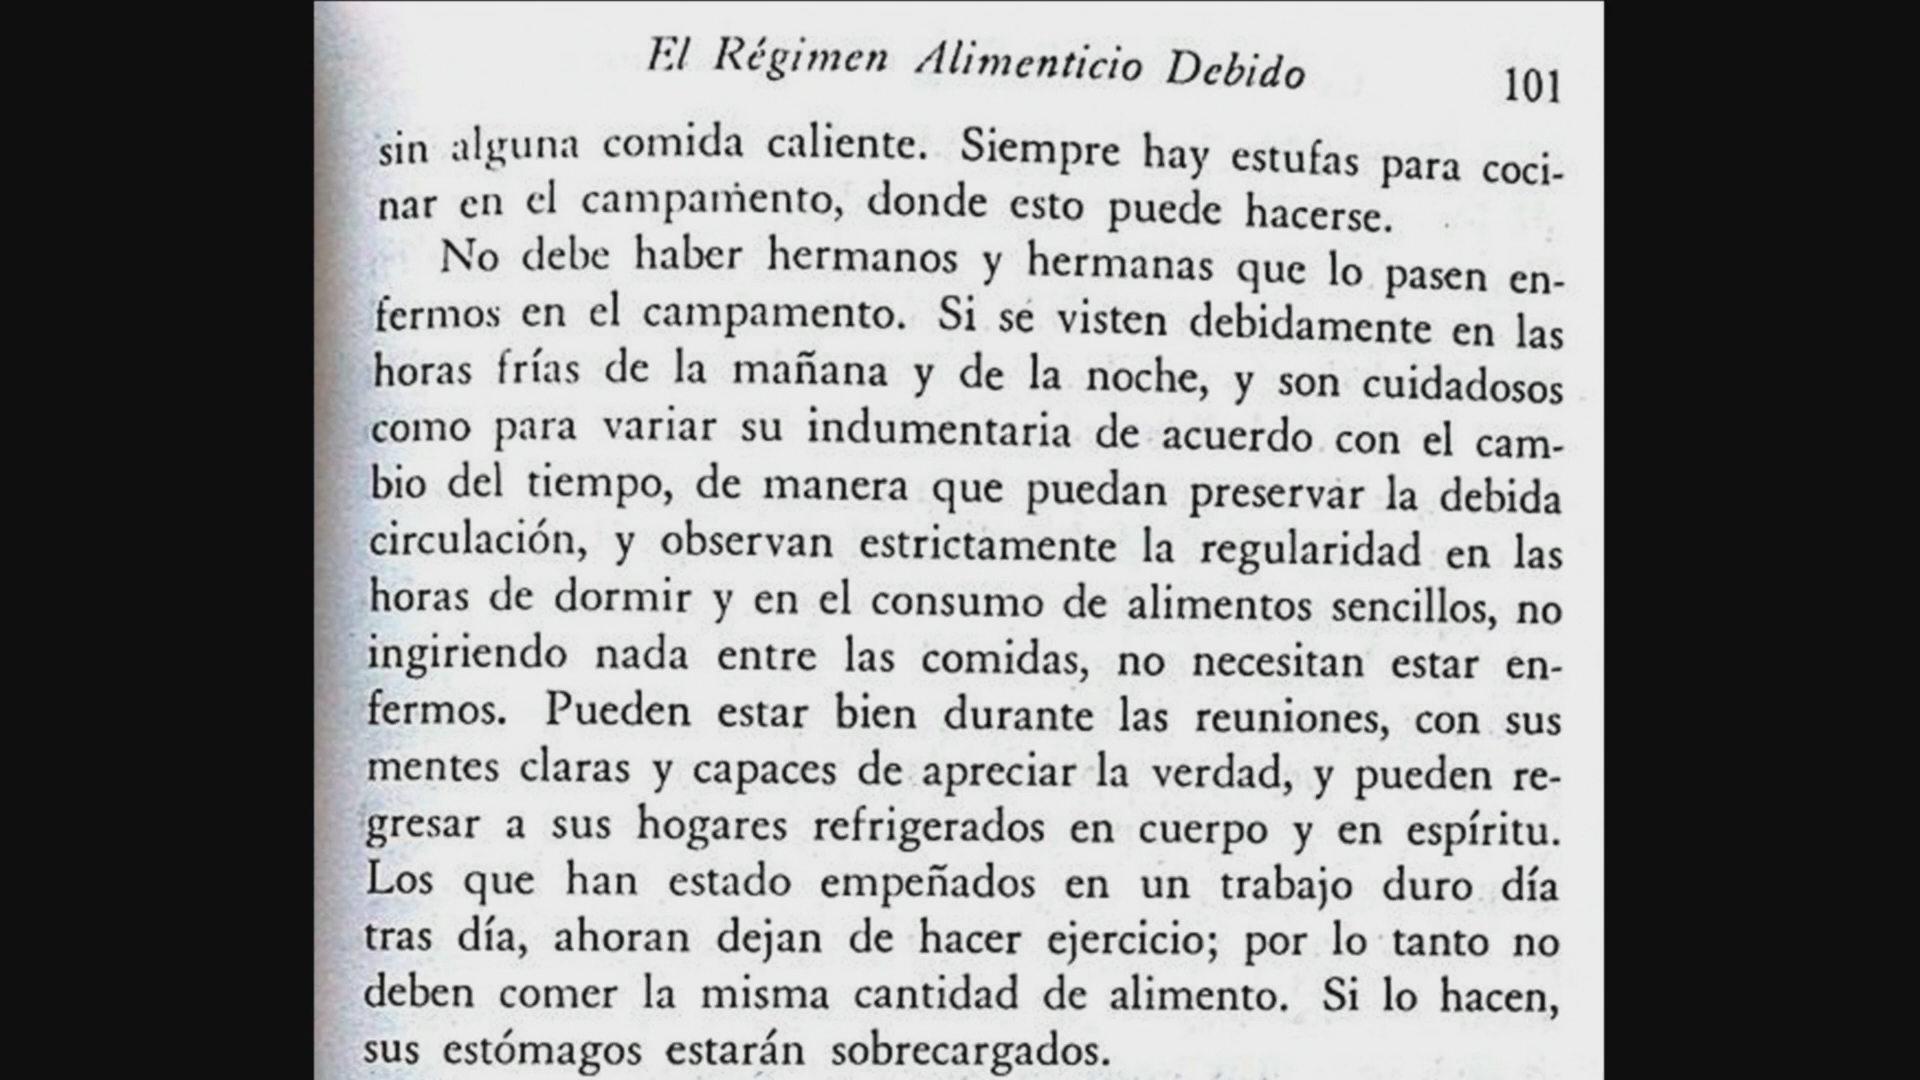 El Régimen Alimenticio Debido 101
sin alguna comida caliente. Siempre hay estufas para coci-
nar en el campamento, donde esto puede hacerse.
No debe haber hermanos y hermanas que lo pasen en-
fermos en el campamento. Si se visten debidamente en las
horas frías de la mañana y de la noche, y son cuidadosos
como para variar su indumentaria de acuerdo con el cam-
bio del tiempo, de manera que puedan preservar la debida
circulación, y observan estrictamente la regularidad en las
horas de dormir y en el consumo de alimentos sencillos, no
ingiriendo nada entre las comidas, no necesitan estar en-
fermos. Pueden estar bien durante las reuniones, con sus
mentes claras y capaces de apreciar la verdad, y pueden re-
gresar a sus hogares refrigerados en cuerpo y en espíritu.
Los que han estado empeñados en un trabajo duro día
tras día, ahoran dejan de hacer ejercicio; por lo tanto no
deben comer la misma cantidad de alimento. Si lo hacen,
sus estómagos estarán sobrecargados.